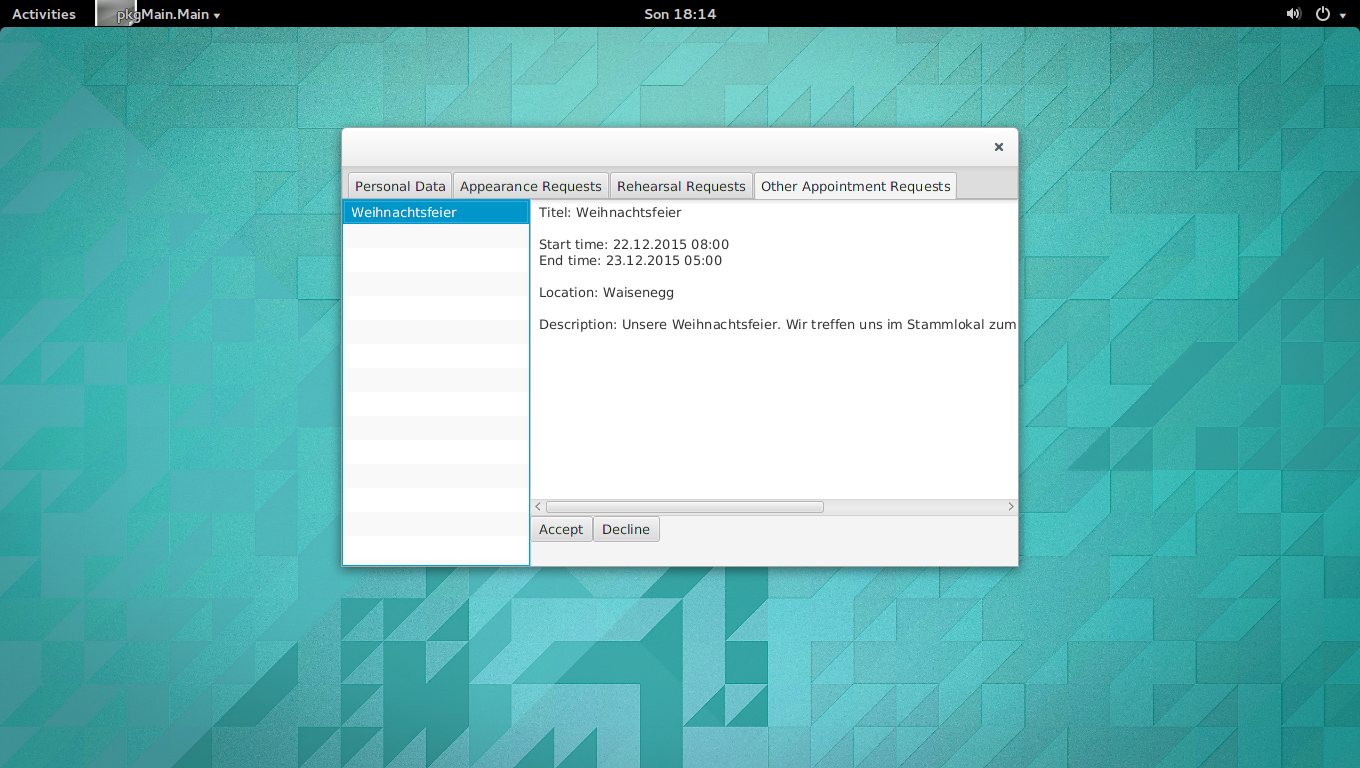 Activities pkgMain.Main Son 18:14
Personal Data Appearance Requests Rehearsal Requests Other Appointment Requests
Weihnachtsfeier
Titel: Weihnachtsfeier
Start time: 22.12.2015 08:00
End time: 23.12.2015 05:00
Location: Waisenegg
Description: Unsere Weihnachtsfeier. Wir treffen uns im Stammlokal zum
Accept Decline